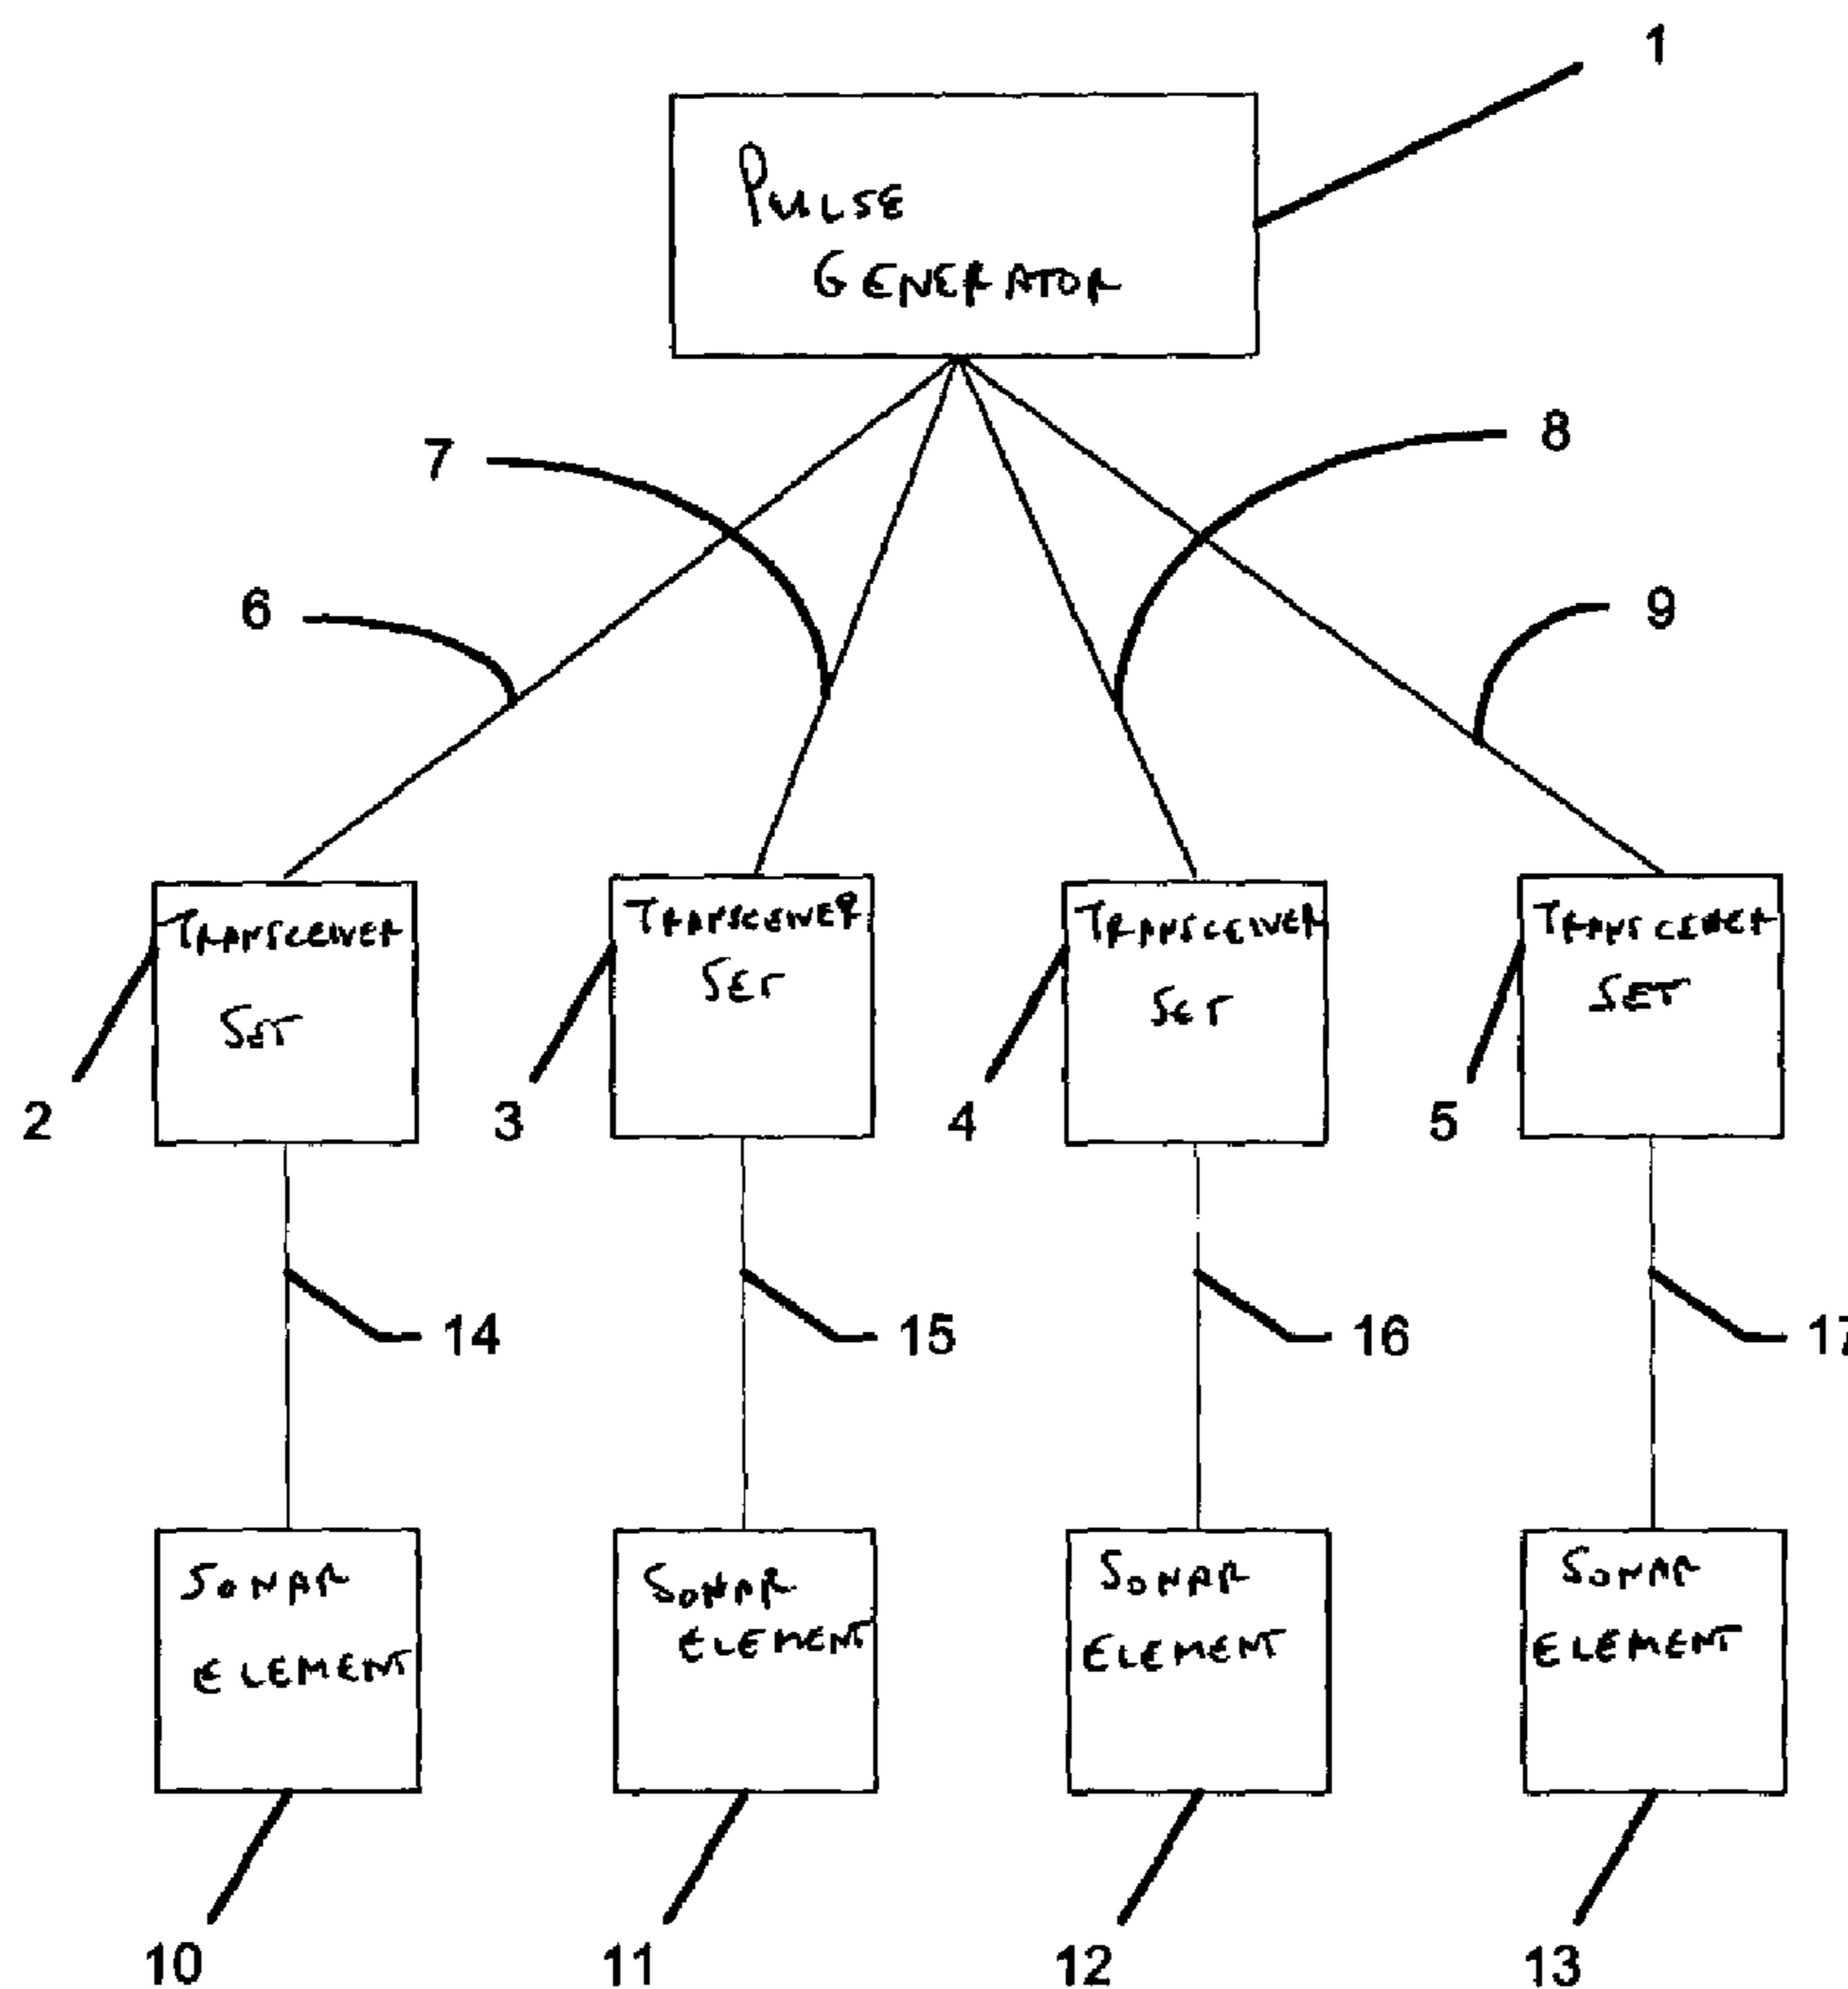 1
PULSE
GENERATOR
7
8
6
9
TRANSCEIVER
SET
TRANSCEIVER
SET
TRANSCEIVER
SET
TRANSCEIVER
SET
2
3
4
5
14
15
16
17
SONAR
ELEMENT
SONAR
ELEMENT
SONAR
ELEMENT
SONAR
ELEMENT
10
11
12
13